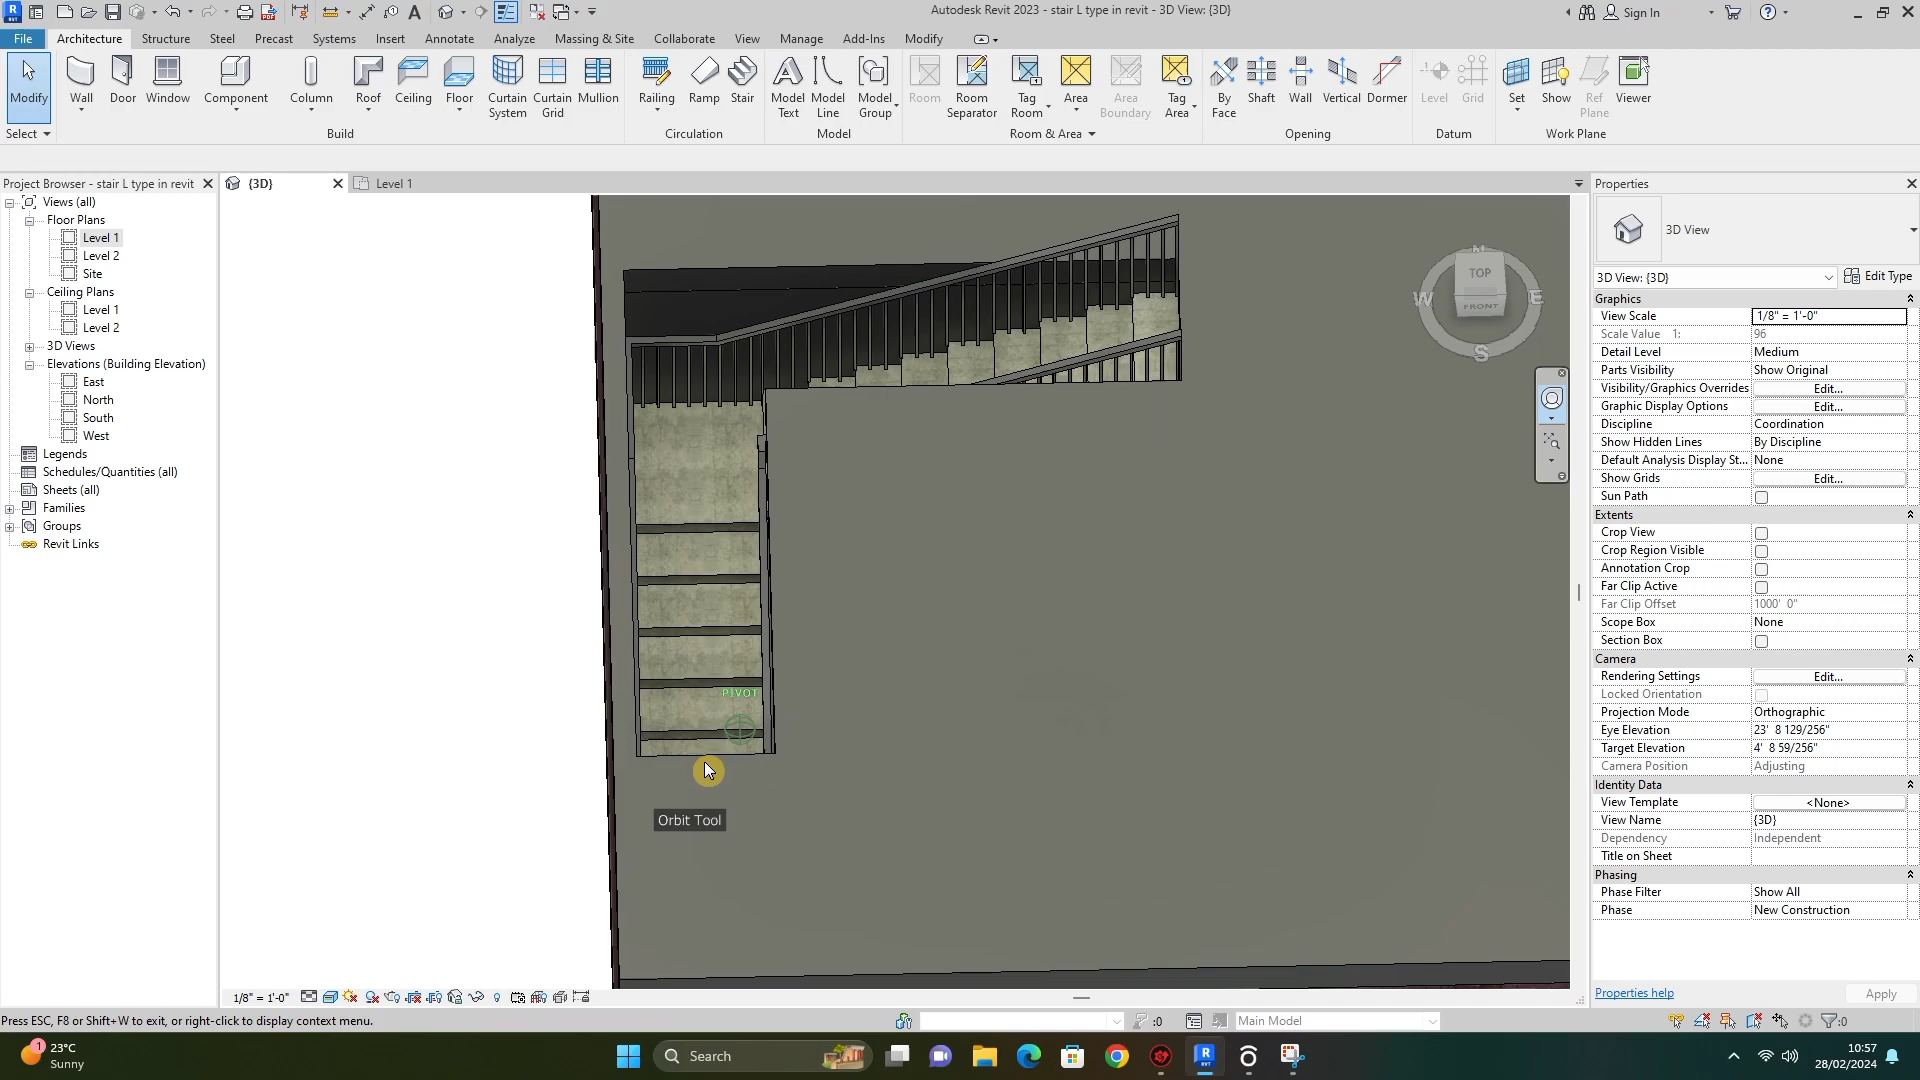 Autodesk Revit 2023 - stair L type in revit - 3D View: {3D}
Sign In
File
Architecture
Structure
Steel
Precast
Systems
Insert
Annotate
Analyze
Massing & Site
Collaborate
View
Manage
Add-Ins
Modify
Modify
Wall
Door
Window
Component
Column
Roof
Ceiling
Floor
Curtain System
Curtain Grid
Mullion
Railing
Ramp
Stair
Model Text
Model Line
Model Group
Room
Room Separator
Tag Room
Area
Area Boundary
Tag Area
By Face
Shaft
Wall
Vertical
Dormer
Level
Grid
Set
Show
Ref Plane
Viewer
Select
Build
Circulation
Model
Room & Area
Opening
Datum
Work Plane
Project Browser - stair L type in revit
{3D}
Level 1
Properties
Views (all)
Floor Plans
Level 1
Level 2
Site
Ceiling Plans
Level 1
Level 2
3D Views
Elevations (Building Elevation)
East
North
South
West
Legends
Schedules/Quantities (all)
Sheets (all)
Families
Groups
Revit Links
N
TOP
W
E
FRONT
S
PIVOT
Orbit Tool
3D View
3D View: {3D}
Edit Type
Graphics
View Scale
1/8" = 1'-0"
Scale Value 1:
96
Detail Level
Medium
Parts Visibility
Show Original
Visibility/Graphics Overrides
Edit...
Graphic Display Options
Edit...
Discipline
Coordination
Show Hidden Lines
By Discipline
Default Analysis Display St...
None
Show Grids
Edit...
Sun Path
Extents
Crop View
Crop Region Visible
Annotation Crop
Far Clip Active
Far Clip Offset
1000' 0"
Scope Box
None
Section Box
Camera
Rendering Settings
Edit...
Locked Orientation
Projection Mode
Orthographic
Eye Elevation
23' 8 129/256"
Target Elevation
4' 8 59/256"
Camera Position
Adjusting
Identity Data
View Template
<None>
View Name
{3D}
Dependency
Independent
Title on Sheet
Phasing
Phase Filter
Show All
Phase
New Construction
Properties help
Apply
1/8" = 1'-0"
Press ESC, F8 or Shift+W to exit, or right-click to display context menu.
:0
Main Model
:0
1
23°C
Sunny
Search
10:57
28/02/2024